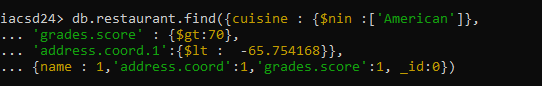 iacsd24> db.restaurant.find({cuisine : {$nin :['American']},
... 'grades.score' : {$gt:70},
... 'address.coord.1':{$lt :  -65.754168}},
... {name : 1,'address.coord':1,'grades.score':1, _id:0})